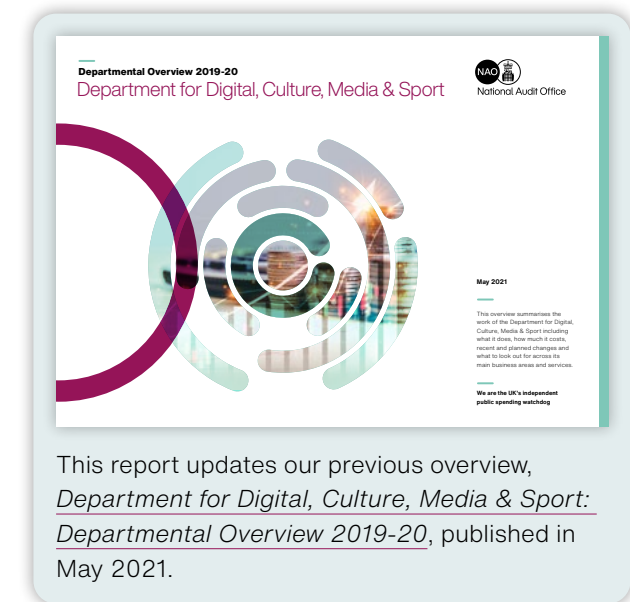 Departmental Overview 2019-20
Department for Digital, Culture, Media & Sport
NAO
National Audit Office
May 2021
This overview summarises the
work of the Department for Digital,
Culture, Media & Sport including
what it does, how much it costs,
recent and planned changes and
what to look out for across its
main business areas and services.
We are the UK's independent
public spending watchdog
This report updates our previous overview,
Department for Digital, Culture, Media & Sport:
Departmental Overview 2019-20, published in
May 2021.